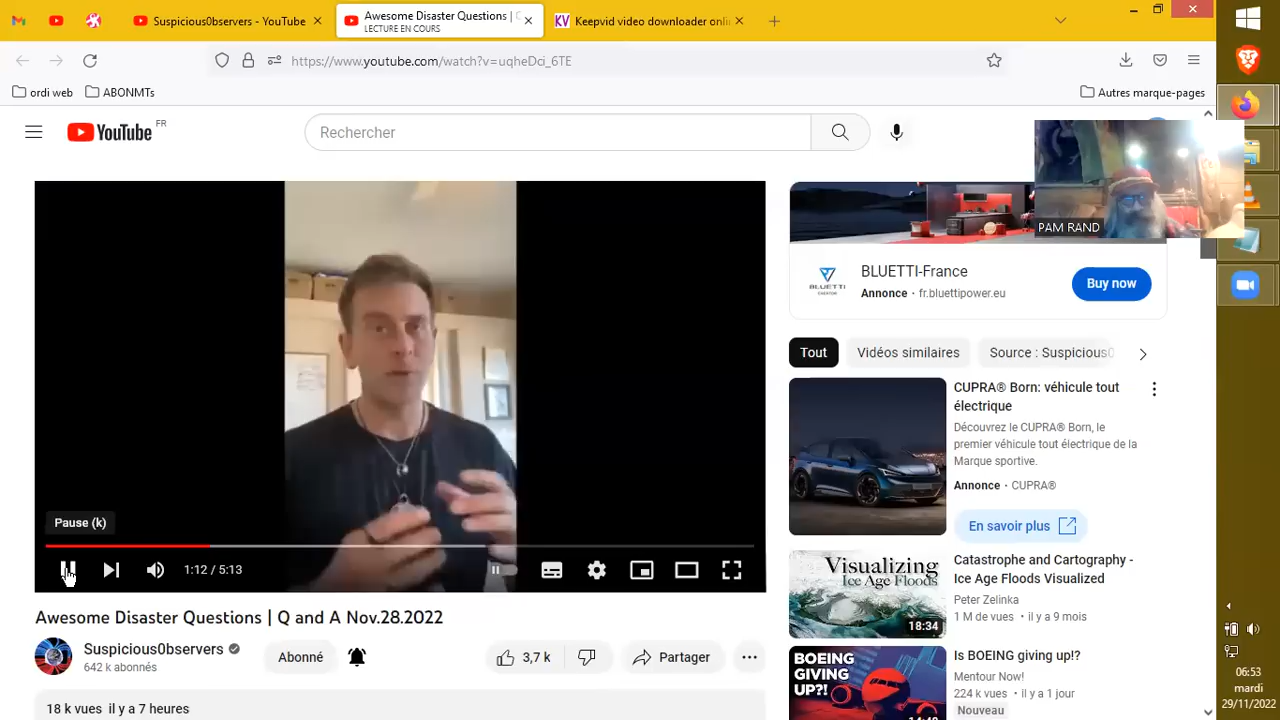 Suspicious0bservers - YouTube
Awesome Disaster Questions | Q
LECTURE EN COURS
Keepvid video downloader onli
https://www.youtube.com/watch?v=uqheDci_6TE
ordi web
ABONMTs
Autres marque-pages
YouTube FR
Rechercher
PAM RAND
BLUETTI
BLUETTI-France
Annonce • fr.bluettipower.eu
Buy now
Tout
Vidéos similaires
Source : Suspicious0
CUPRA® Born: véhicule tout
électrique
Découvrez le CUPRA® Born, le
premier véhicule tout électrique de la
Marque sportive.
Annonce • CUPRA®
En savoir plus
Pause (k)
1:12 / 5:13
Visualizing
Ice Age Floods
18:34
Catastrophe and Cartography -
Ice Age Floods Visualized
Peter Zelinka
1 M de vues • il y a 9 mois
Awesome Disaster Questions | Q and A Nov.28.2022
Suspicious0bservers
642 k abonnés
Abonné
3,7 k
Partager
BOEING
GIVING
UP?!
Is BOEING giving up!?
Mentour Now!
224 k vues • il y a 1 jour
Nouveau
18 k vues il y a 7 heures
06:53
mardi
29/11/2022